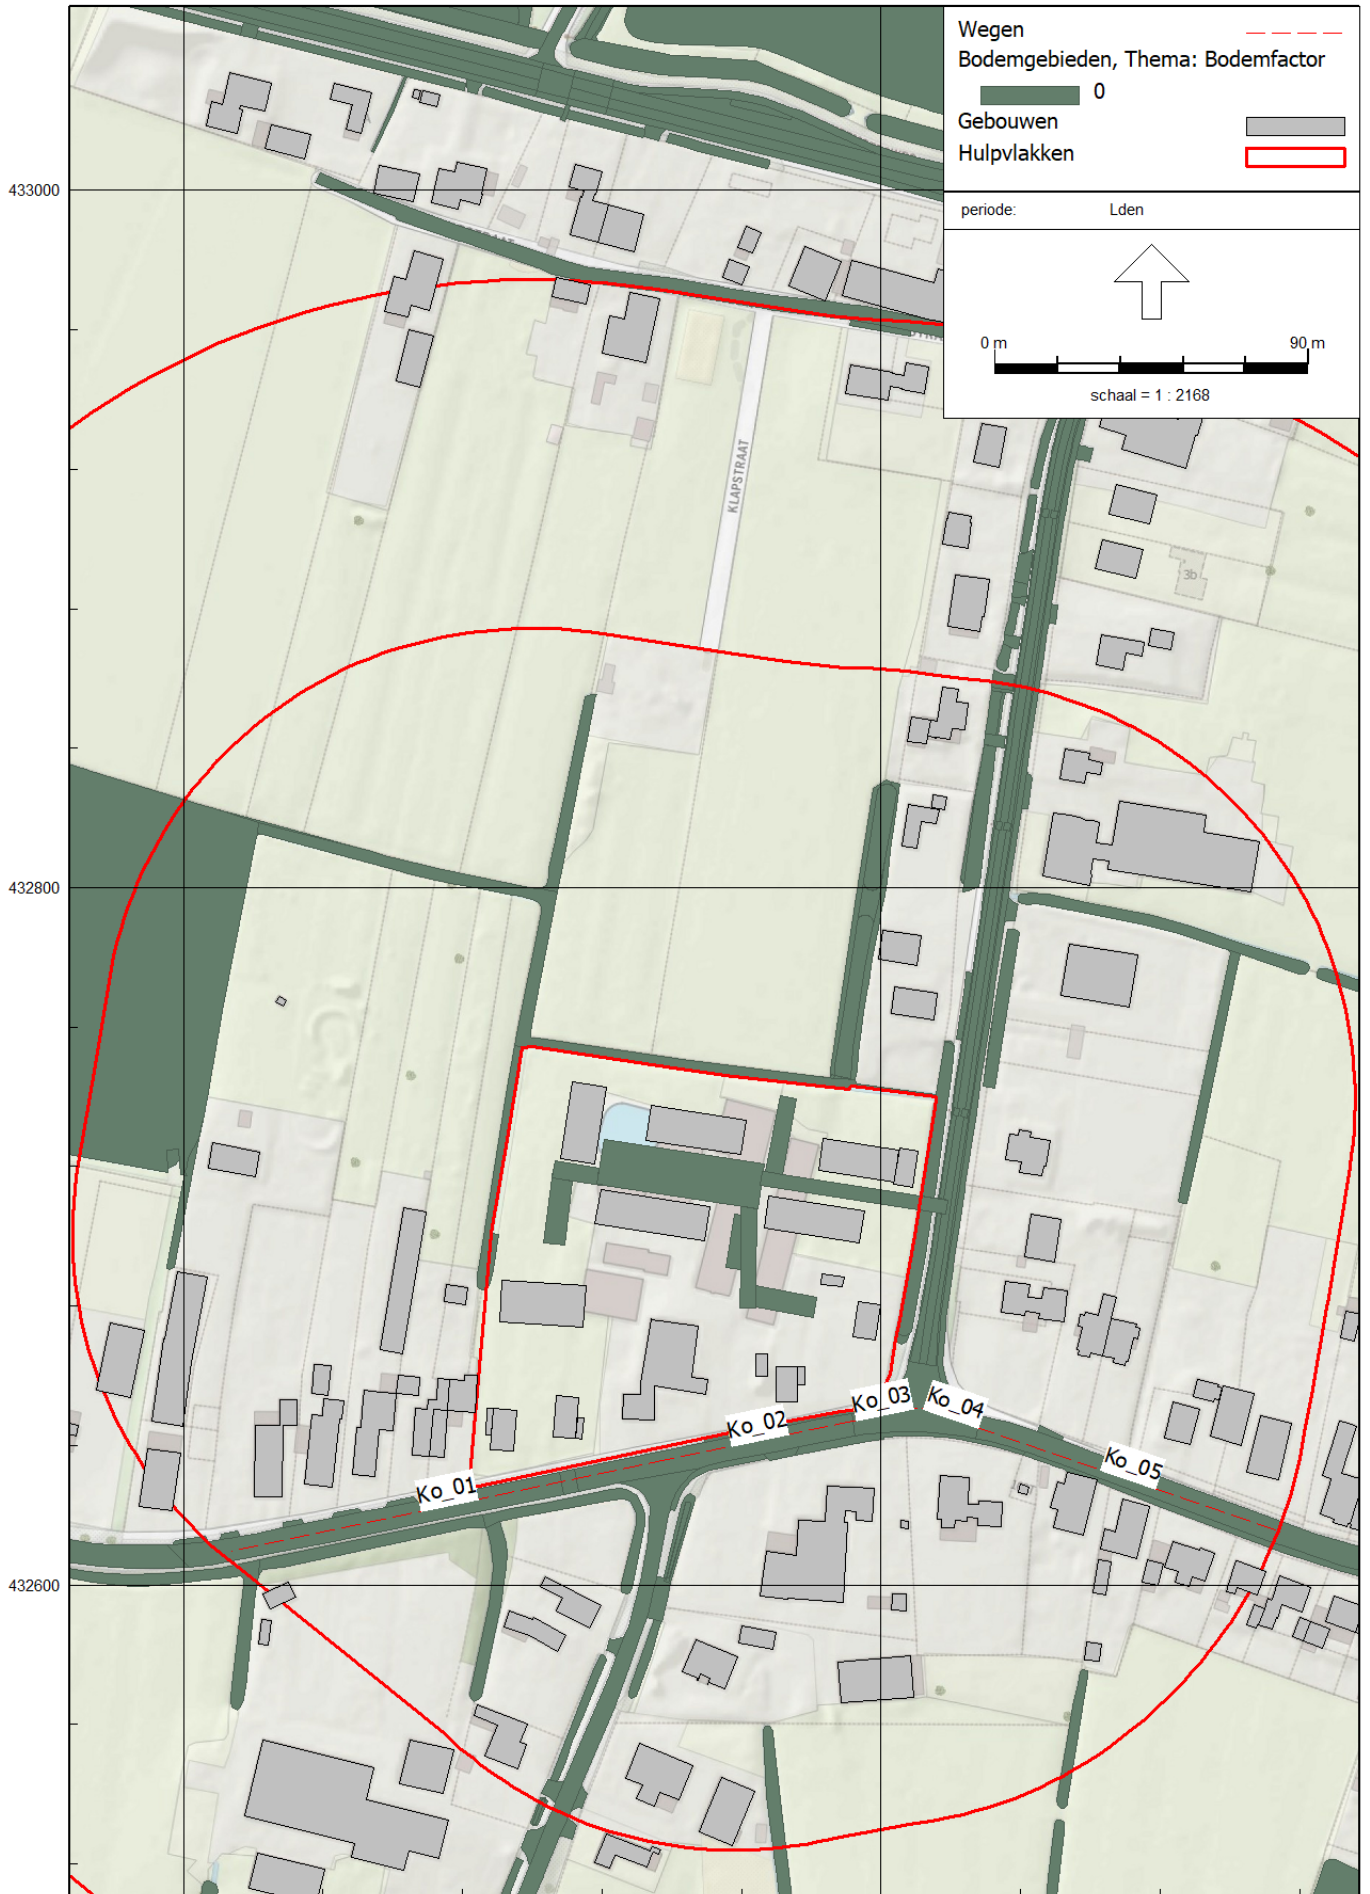 Wegen
Bodemgebieden, Thema: Bodemfactor
0
Gebouwen
Hulpvlakken
periode: Lden
0 m 90 m
schaal = 1 : 2168
433000
KLAPSTRAAT
3b
432800
Ko_03
Ko_04
Ko_02
Ko_05
Ko_01
432600